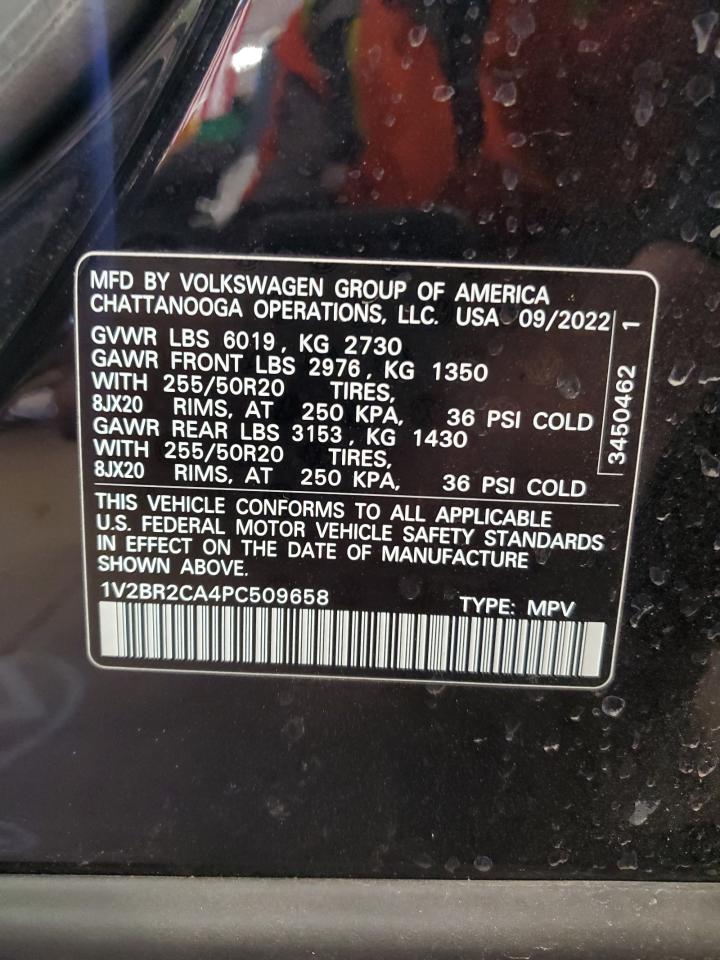 MFD BY VOLKSWAGEN GROUP OF AMERICA
CHATTANOOGA OPERATIONS, LLC. USA 09/2022
GVWR LBS 6019, KG 2730
GAWR FRONT LBS 2976, KG 1350
WITH 255/50R20 TIRES,
8JX20 RIMS, AT 250 KPA, 36 PSI COLD
GAWR REAR LBS 3153, KG 1430
WITH 255/50R20 TIRES,
8JX20 RIMS, AT 250 KPA, 36 PSI COLD
3450462 1
THIS VEHICLE CONFORMS TO ALL APPLICABLE
U.S. FEDERAL MOTOR VEHICLE SAFETY STANDARDS
IN EFFECT ON THE DATE OF MANUFACTURE
SHOWN ABOVE.
1V2BR2CA4PC509658 TYPE: MPV